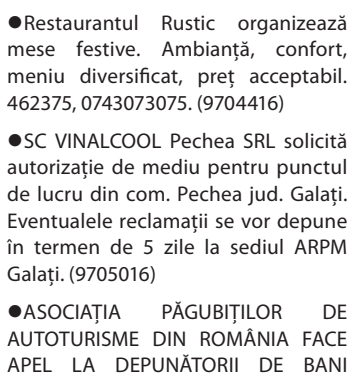 ●Restaurantul Rustic organizează
mese festive. Ambianță, confort,
meniu diversificat, preț acceptabil.
462375, 0743073075. (9704416)
●SC VINALCOOL Pechea SRL solicită
autorizație de mediu pentru punctul
de lucru din com. Pechea jud. Galați.
Eventualele reclamații se vor depune
în termen de 5 zile la sediul ARPM
Galați. (9705016)
●ASOCIAȚIA PĂGUBIȚILOR DE
AUTOTURISME DIN ROMÂNIA FACE
APEL LA DEPUNĂTORII DE BANI